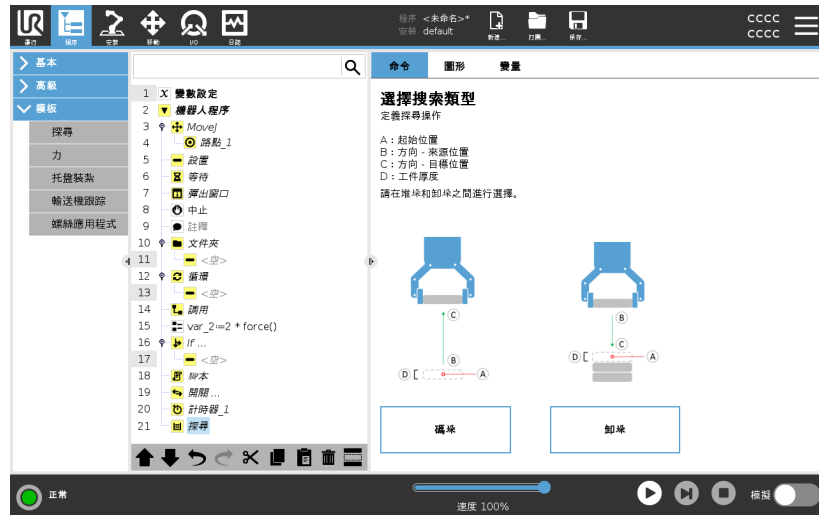 UR
運行
程序
安裝
移動
I/O
日誌
程序 <未命名>*
安裝 default
新建...
打開...
保存...
cccc
cccc
基本
高級
模板
探尋
力
托盤裝紮
輸送機跟踪
螺絲應用程式
1 X 變數設定
2 機器人程序
3 MoveJ
4 路點_1
5 設置
6 等待
7 彈出窗口
8 中止
9 註釋
10 文件夾
11 <空>
12 循環
13 <空>
14 調用
15 var_2:=2 * force()
16 If ...
17 <空>
18 腳本
19 開關 ...
20 計時器_1
21 探尋
命令
圖形
變量
選擇搜索類型
定義探尋操作
A：起始位置
B：方向 - 來源位置
C：方向 - 目標位置
D：工件厚度
請在堆垛和卸垛之間進行選擇。
C
B
D
A
B
C
D
A
碼垛
卸垛
正常
速度 100%
模擬